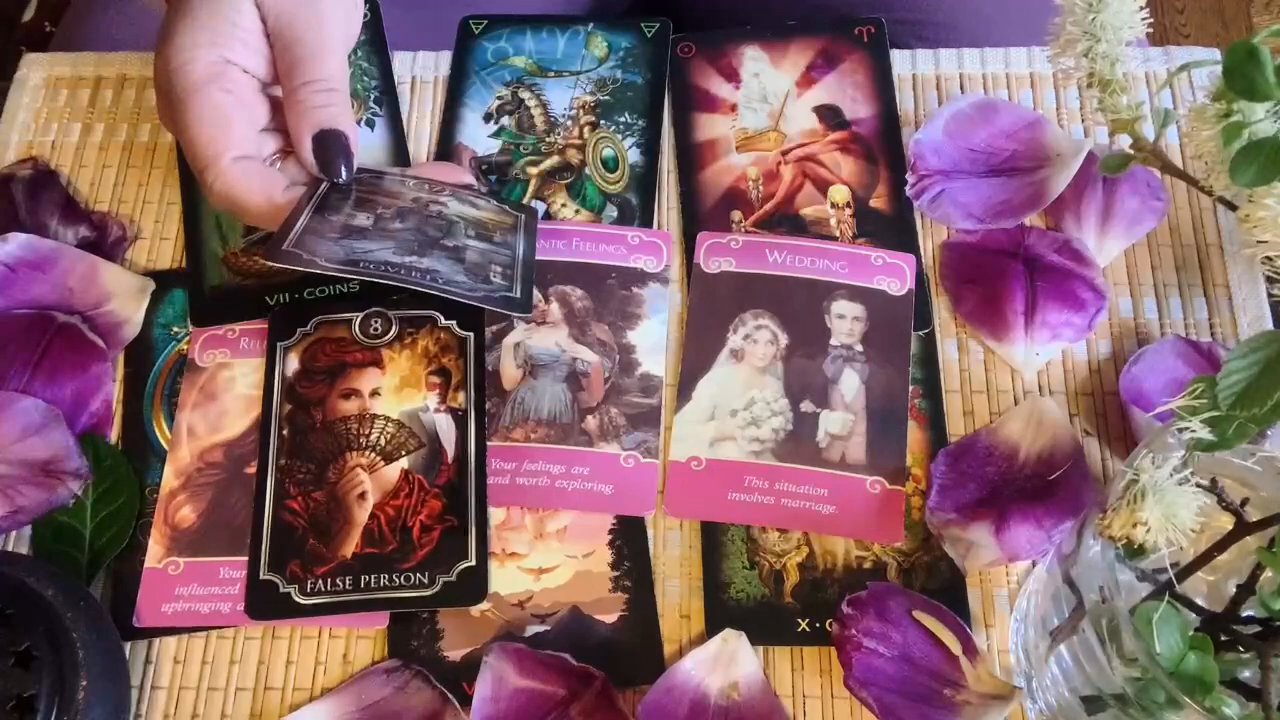 POVERTY
VII · COINS
ANTIC FEELINGS
WEDDING
8
Your feelings are
and worth exploring.
This situation
involves marriage.
FALSE PERSON
Your
influenced
upbringing a
X · C